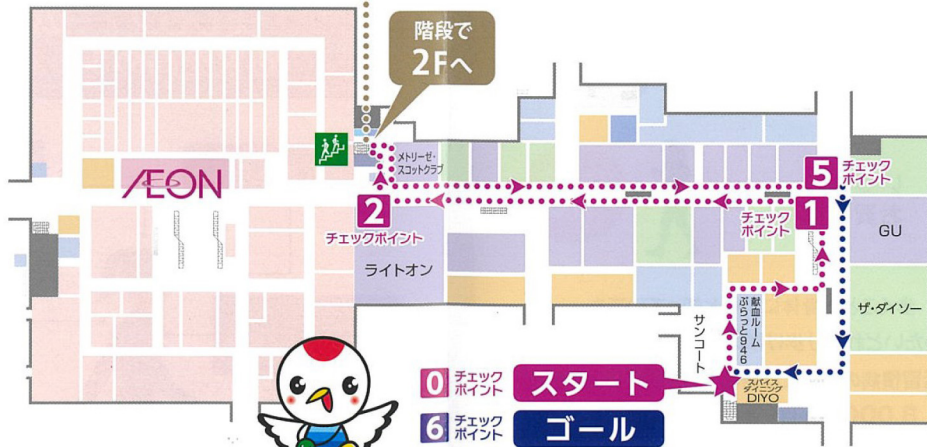 階段で
2Fへ
メトリーゼ・
スコットクラブ
ÆON
5 チェック
ポイント
2
チェックポイント
チェック
ポイント 1
GU
ライトオン
サンコート
献血ルーム
ぷらっと946
ザ・ダイソー
0 チェック
ポイント スタート
スパイス
ダイニング
DIYO
6 チェック
ポイント ゴール